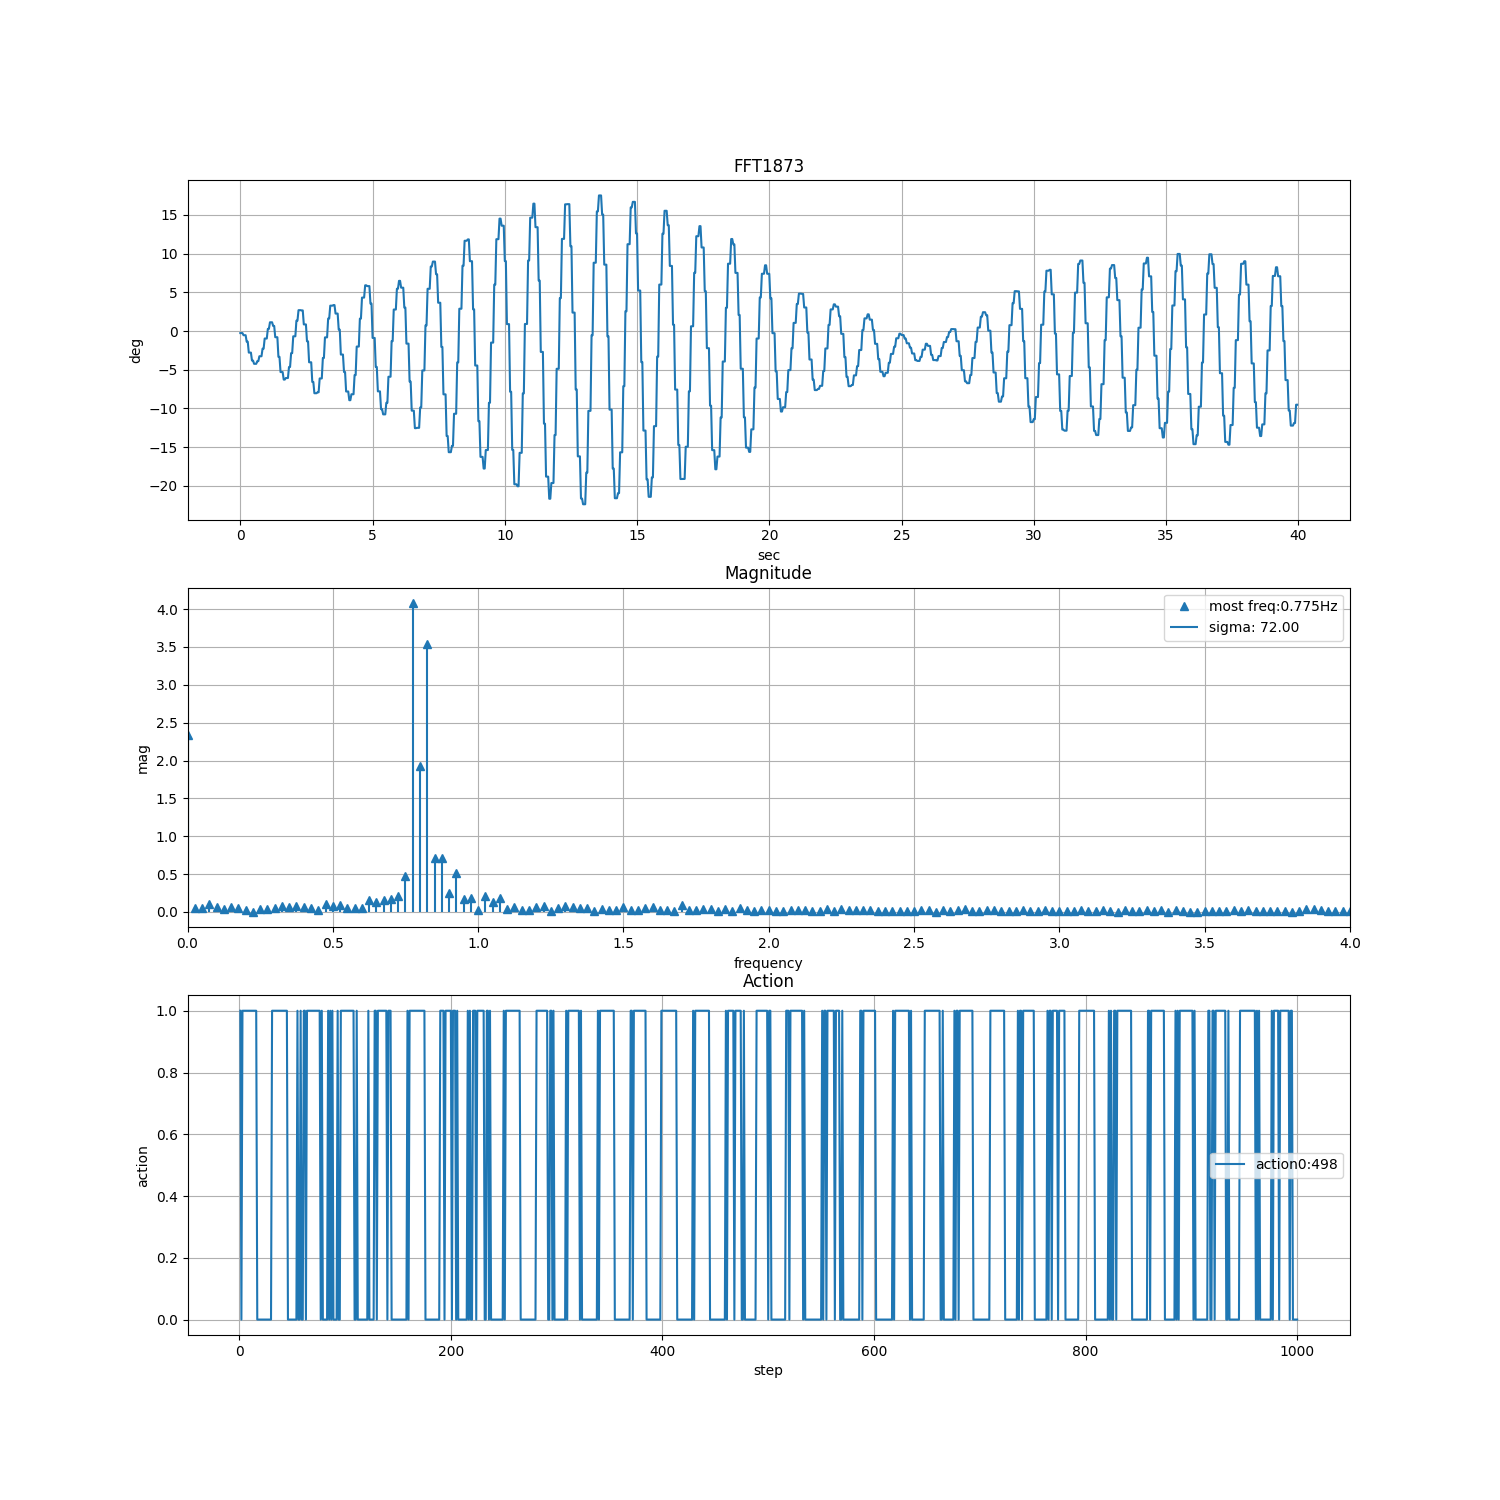 FFT1873
15
10
5
0
−5
−10
−15
−20
deg
0 5 10 15 20 25 30 35 40
sec
Magnitude
4.0
3.5
3.0
2.5
2.0
1.5
1.0
0.5
0.0
mag
most freq:0.775Hz
sigma: 72.00
0.0 0.5 1.0 1.5 2.0 2.5 3.0 3.5 4.0
frequency
Action
1.0
0.8
0.6
0.4
0.2
0.0
action
action0:498
0 200 400 600 800 1000
step